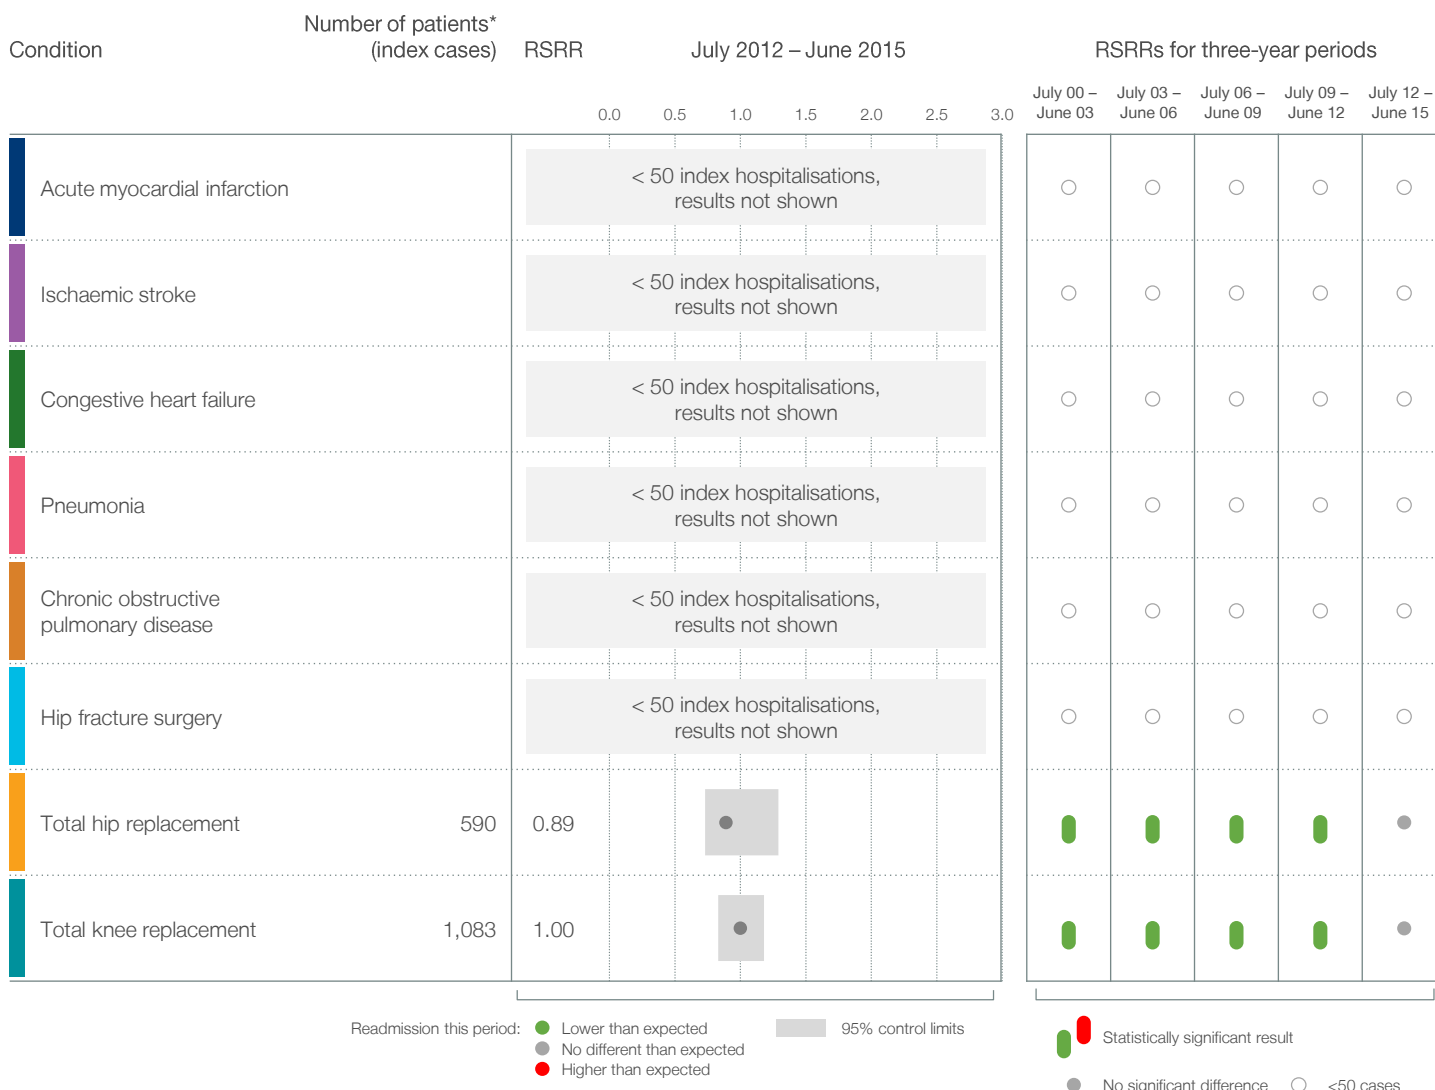 Condition
Number of patients*
(index cases)
RSRR
July 2012 – June 2015
RSRRs for three-year periods
0.0 0.5 1.0 1.5 2.0 2.5 3.0
July 00 –
June 03
July 03 –
June 06
July 06 –
June 09
July 09 –
June 12
July 12 –
June 15
Acute myocardial infarction
< 50 index hospitalisations,
results not shown
Ischaemic stroke
< 50 index hospitalisations,
results not shown
Congestive heart failure
< 50 index hospitalisations,
results not shown
Pneumonia
< 50 index hospitalisations,
results not shown
Chronic obstructive
pulmonary disease
< 50 index hospitalisations,
results not shown
Hip fracture surgery
< 50 index hospitalisations,
results not shown
Total hip replacement 590 0.89
Total knee replacement 1,083 1.00
Readmission this period:
Lower than expected
No different than expected
Higher than expected
95% control limits
Statistically significant result
No significant difference
<50 cases